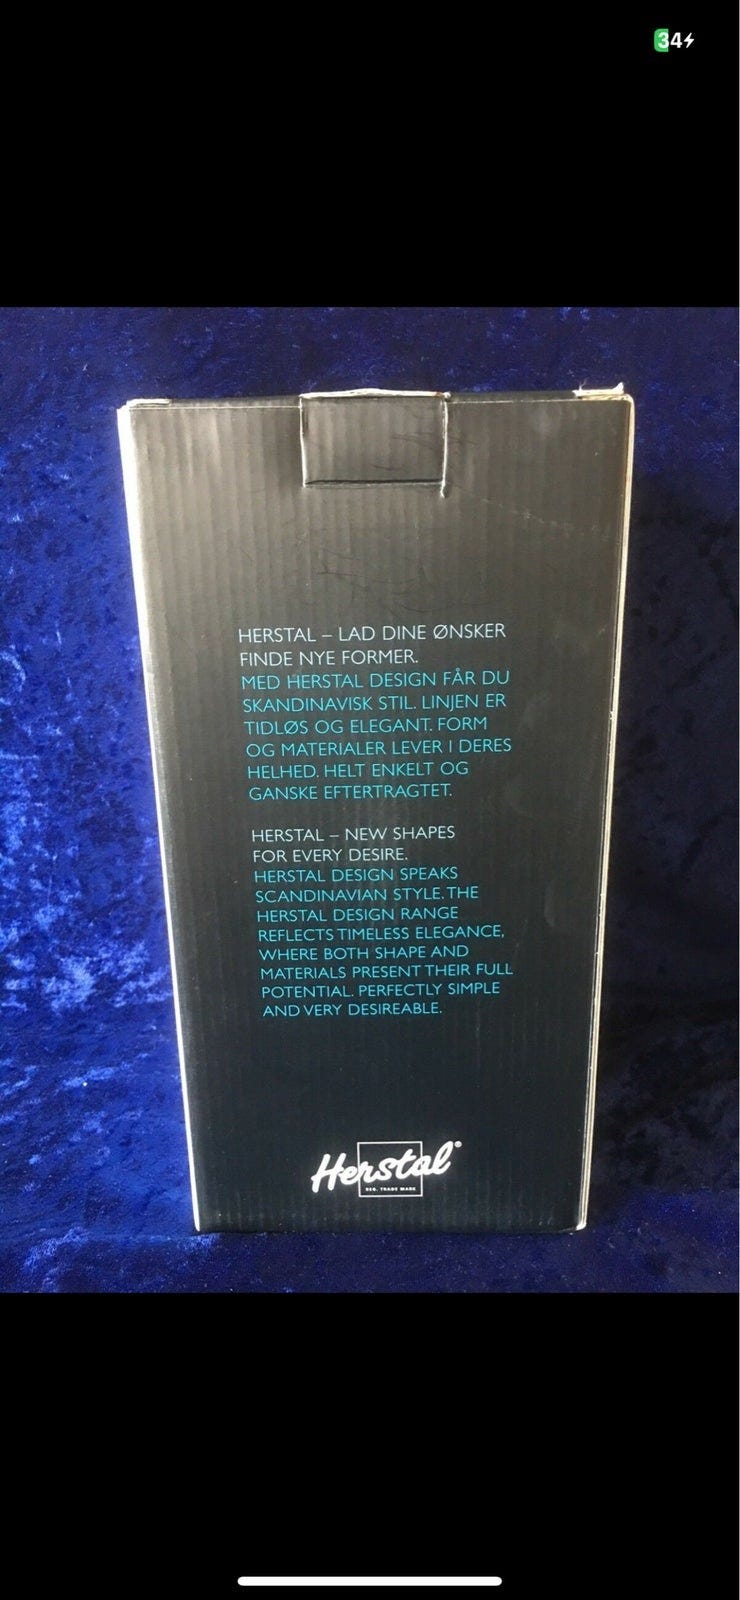 34
HERSTAL – LAD DINE ØNSKER
FINDE NYE FORMER.
MED HERSTAL DESIGN FÅR DU
SKANDINAVISK STIL. LINJEN ER
TIDLØS OG ELEGANT. FORM
OG MATERIALER LEVER I DERES
HELHED. HELT ENKELT OG
GANSKE EFTERTRAGTET.
HERSTAL – NEW SHAPES
FOR EVERY DESIRE.
HERSTAL DESIGN SPEAKS
SCANDINAVIAN STYLE. THE
HERSTAL DESIGN RANGE
REFLECTS TIMELESS ELEGANCE,
WHERE BOTH SHAPE AND
MATERIALS PRESENT THEIR FULL
POTENTIAL. PERFECTLY SIMPLE
AND VERY DESIREABLE.
Herstal®
REG. TRADE MARK